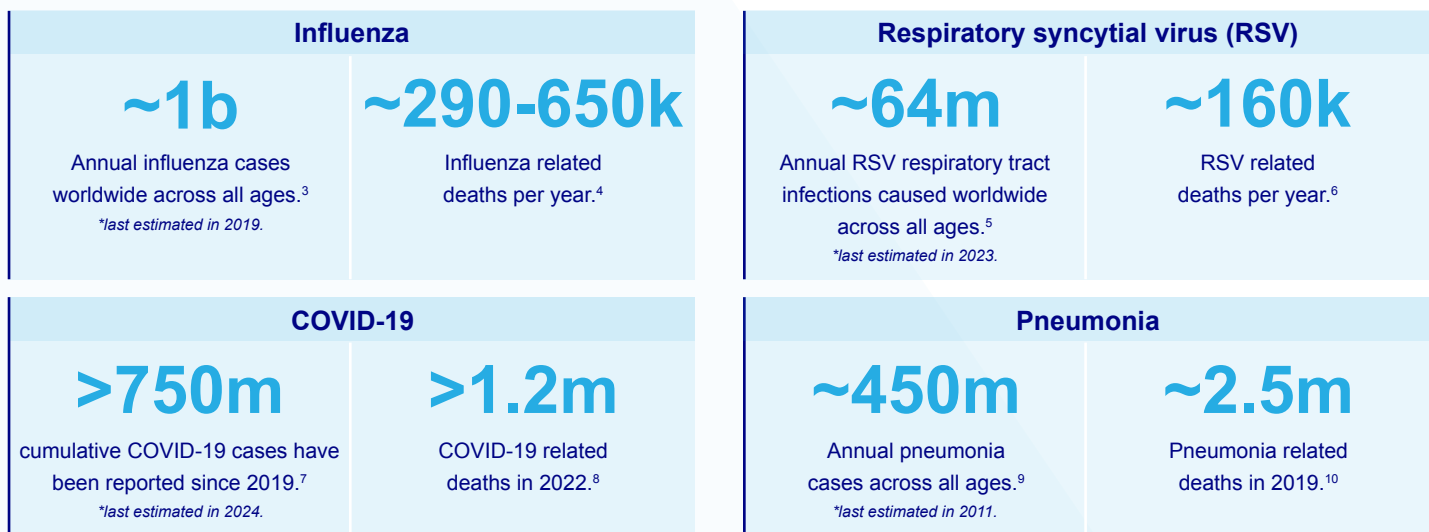 Influenza
~1b
Annual influenza cases
worldwide across all ages.³
*last estimated in 2019.
~290-650k
Influenza related
deaths per year.⁴
Respiratory syncytial virus (RSV)
~64m
Annual RSV respiratory tract
infections caused worldwide
across all ages.⁵
*last estimated in 2023.
~160k
RSV related
deaths per year.⁶
COVID-19
>750m
cumulative COVID-19 cases have
been reported since 2019.⁷
*last estimated in 2024.
>1.2m
COVID-19 related
deaths in 2022.⁸
Pneumonia
~450m
Annual pneumonia
cases across all ages.⁹
*last estimated in 2011.
~2.5m
Pneumonia related
deaths in 2019.¹⁰